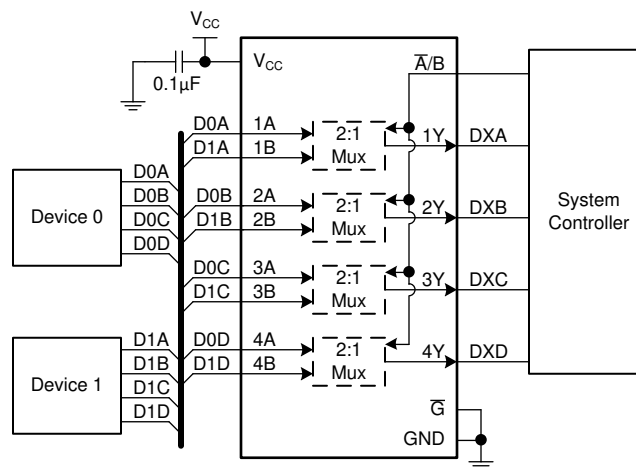 V_CC
V_CC
0.1µF
A̅/B
D0A 1A
D1A 1B
2:1
Mux
1Y DXA
D0B 2A
D1B 2B
2:1
Mux
2Y DXB
D0C 3A
D1C 3B
2:1
Mux
3Y DXC
D0D 4A
D1D 4B
2:1
Mux
4Y DXD
G̅
GND
Device 0
D0A
D0B
D0C
D0D
Device 1
D1A
D1B
D1C
D1D
System
Controller